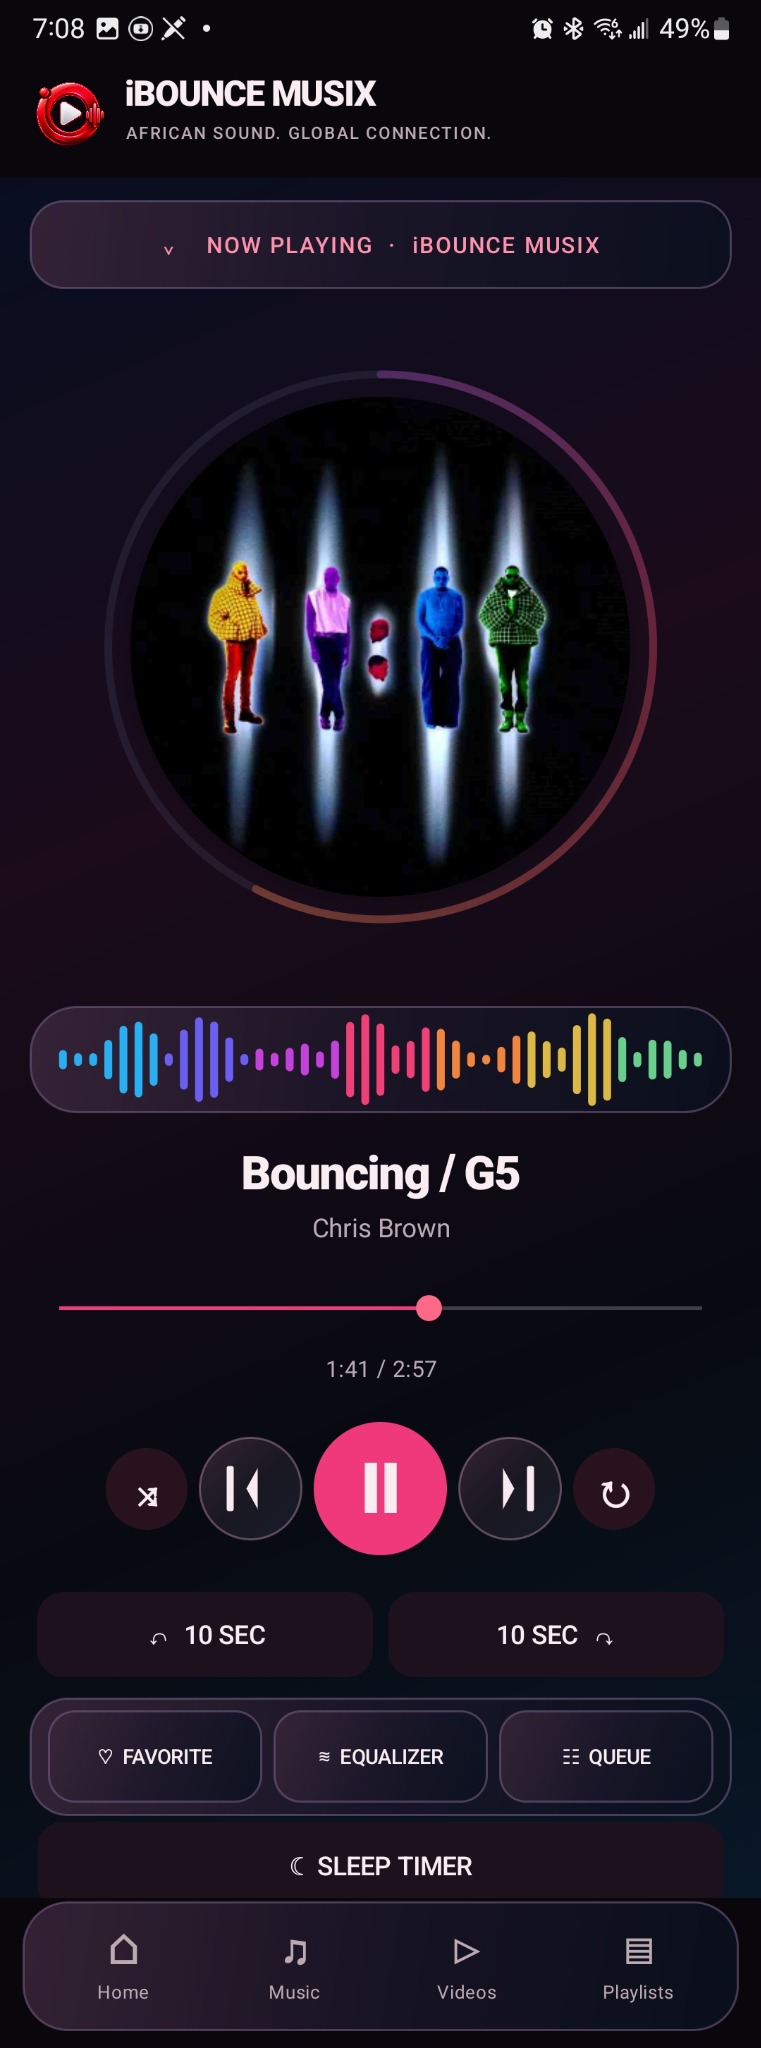 7:08 49%
iBOUNCE MUSIX
AFRICAN SOUND. GLOBAL CONNECTION.
NOW PLAYING · iBOUNCE MUSIX
Bouncing / G5
Chris Brown
1:41 / 2:57
10 SEC 10 SEC
FAVORITE EQUALIZER QUEUE
SLEEP TIMER
Home Music Videos Playlists